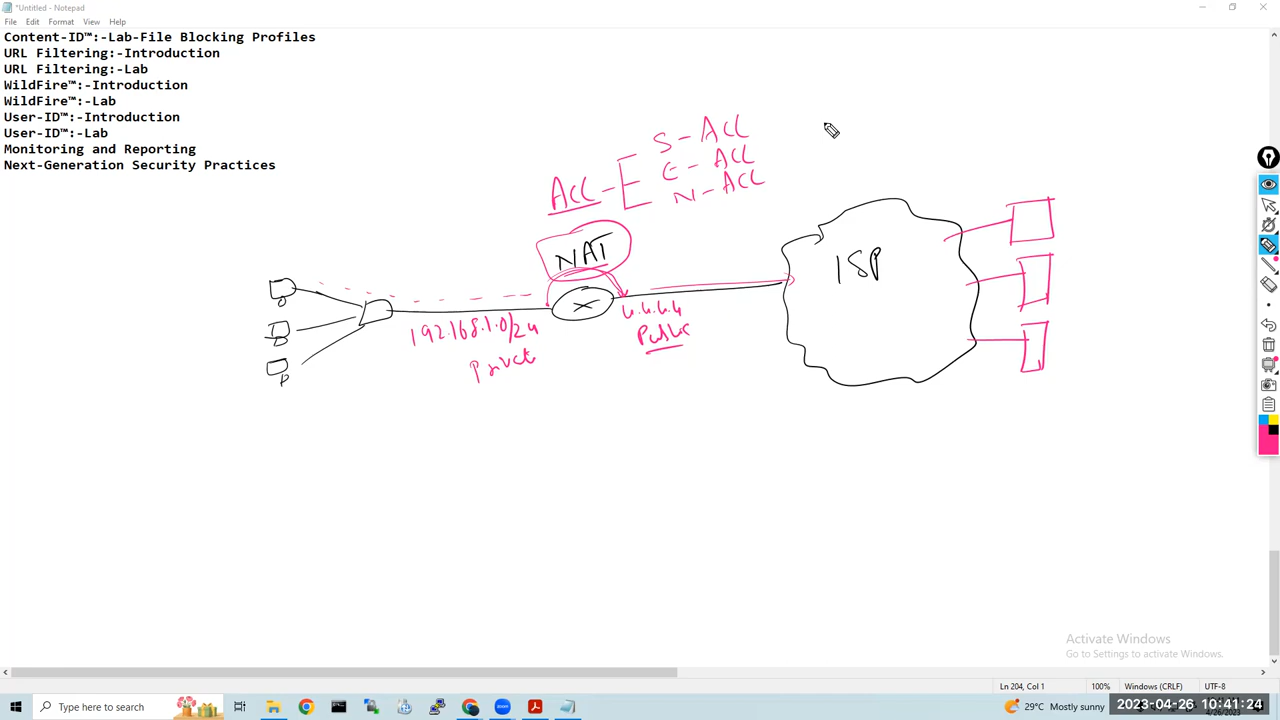 *Untitled - Notepad
File Edit Format View Help
Content-ID™:-Lab-File Blocking Profiles
URL Filtering:-Introduction
URL Filtering:-Lab
WildFire™:-Introduction
WildFire™:-Lab
User-ID™:-Introduction
User-ID™:-Lab
Monitoring and Reporting
Next-Generation Security Practices
S-ACL
ACL-E E-ACL
N-ACL
NAT
ISP
192.168.1.0/24
Private
4.4.4.4
Public
Activate Windows
Go to Settings to activate Windows.
Ln 204, Col 1 100% Windows (CRLF) UTF-8
Type here to search
29°C Mostly sunny
2023-04-26 10:41:24